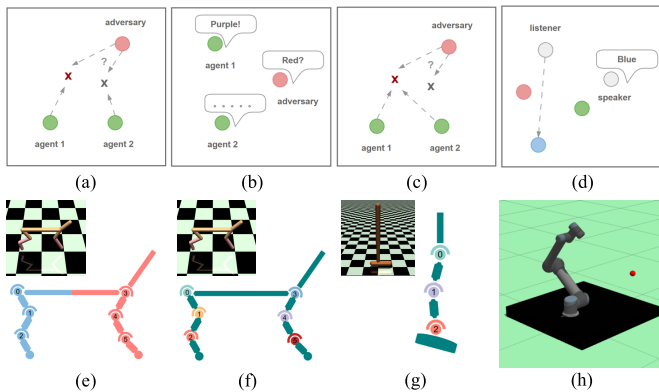 adversary
?
x
x
agent 1
agent 2
(a)
Purple!
agent 1
Red?
adversary
. . . . .
agent 2
(b)
adversary
?
x
x
agent 1
agent 2
(c)
listener
Blue
speaker
(d)
0
3
1
4
2
5
(e)
0
3
1
4
2
5
(f)
0
1
2
(g)
(h)